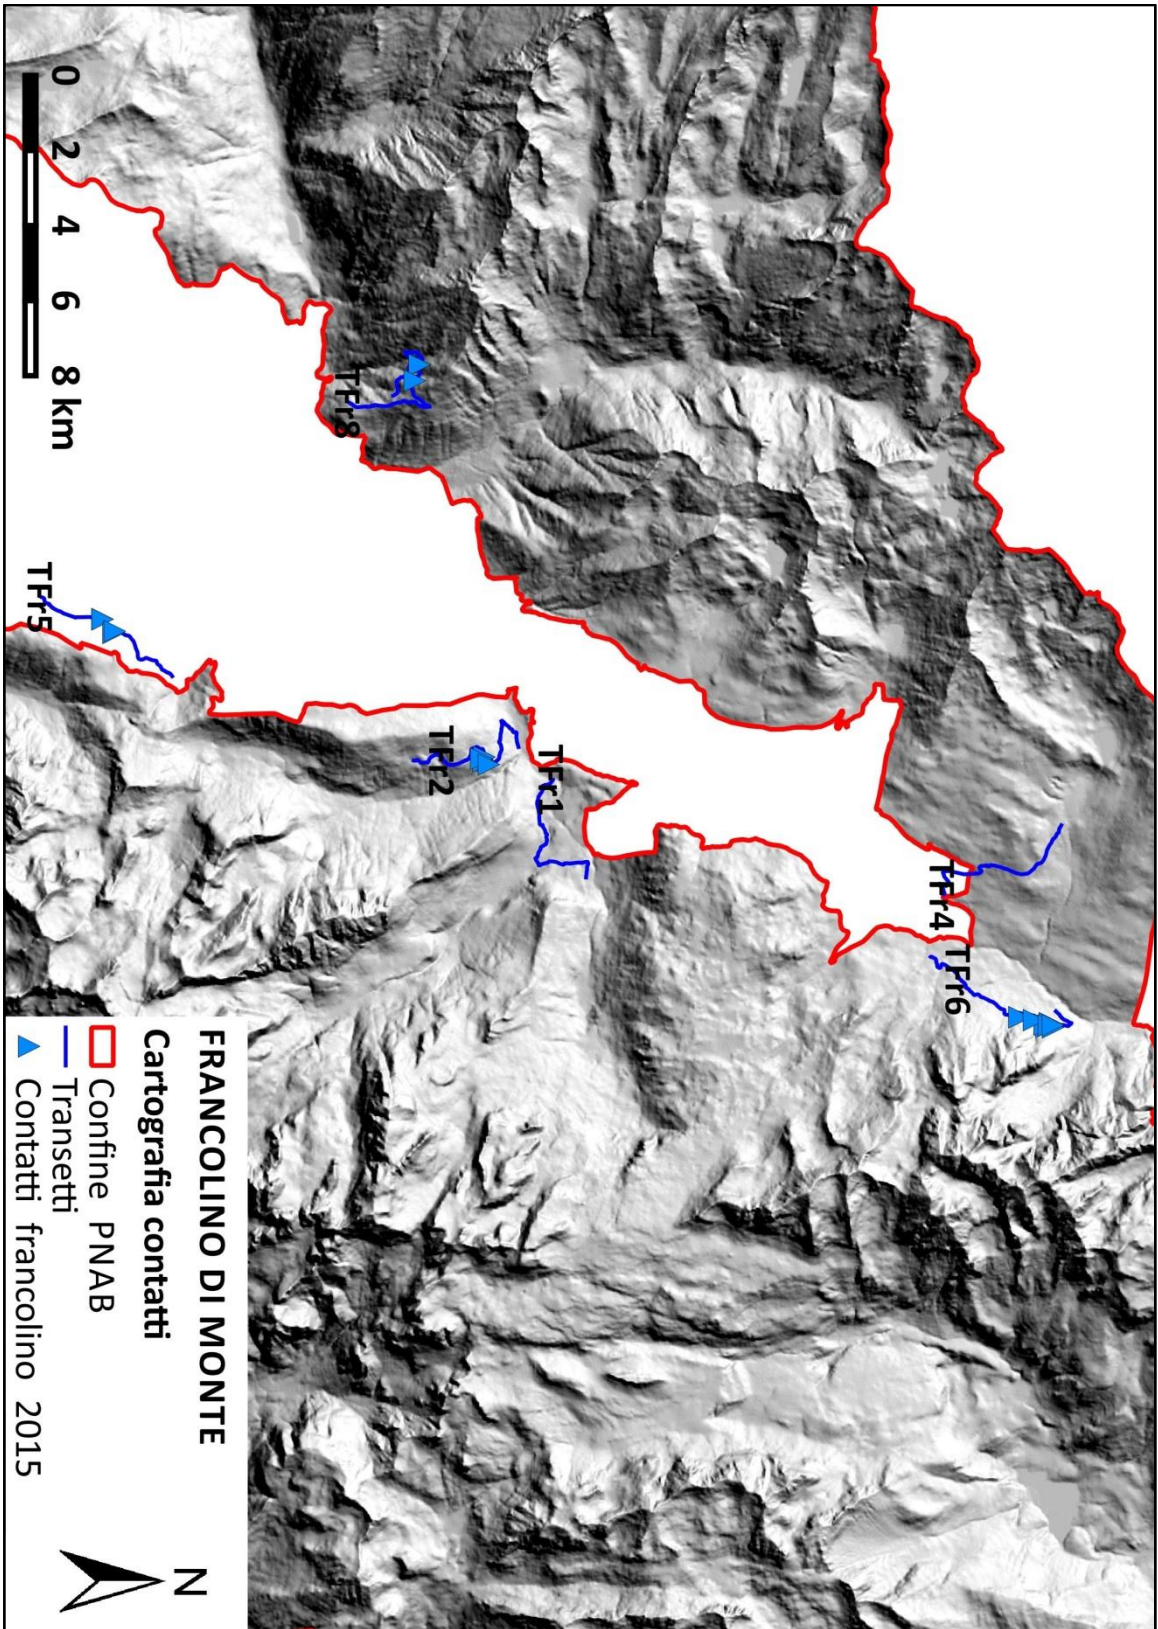 TFr4
TFr6
TFr1
TFr2
TFr8
TFr5
0 2 4 6 8 km
FRANCOLINO DI MONTE
Cartografia contatti
Confine PNAB
Transetti
Contatti francolino 2015
N